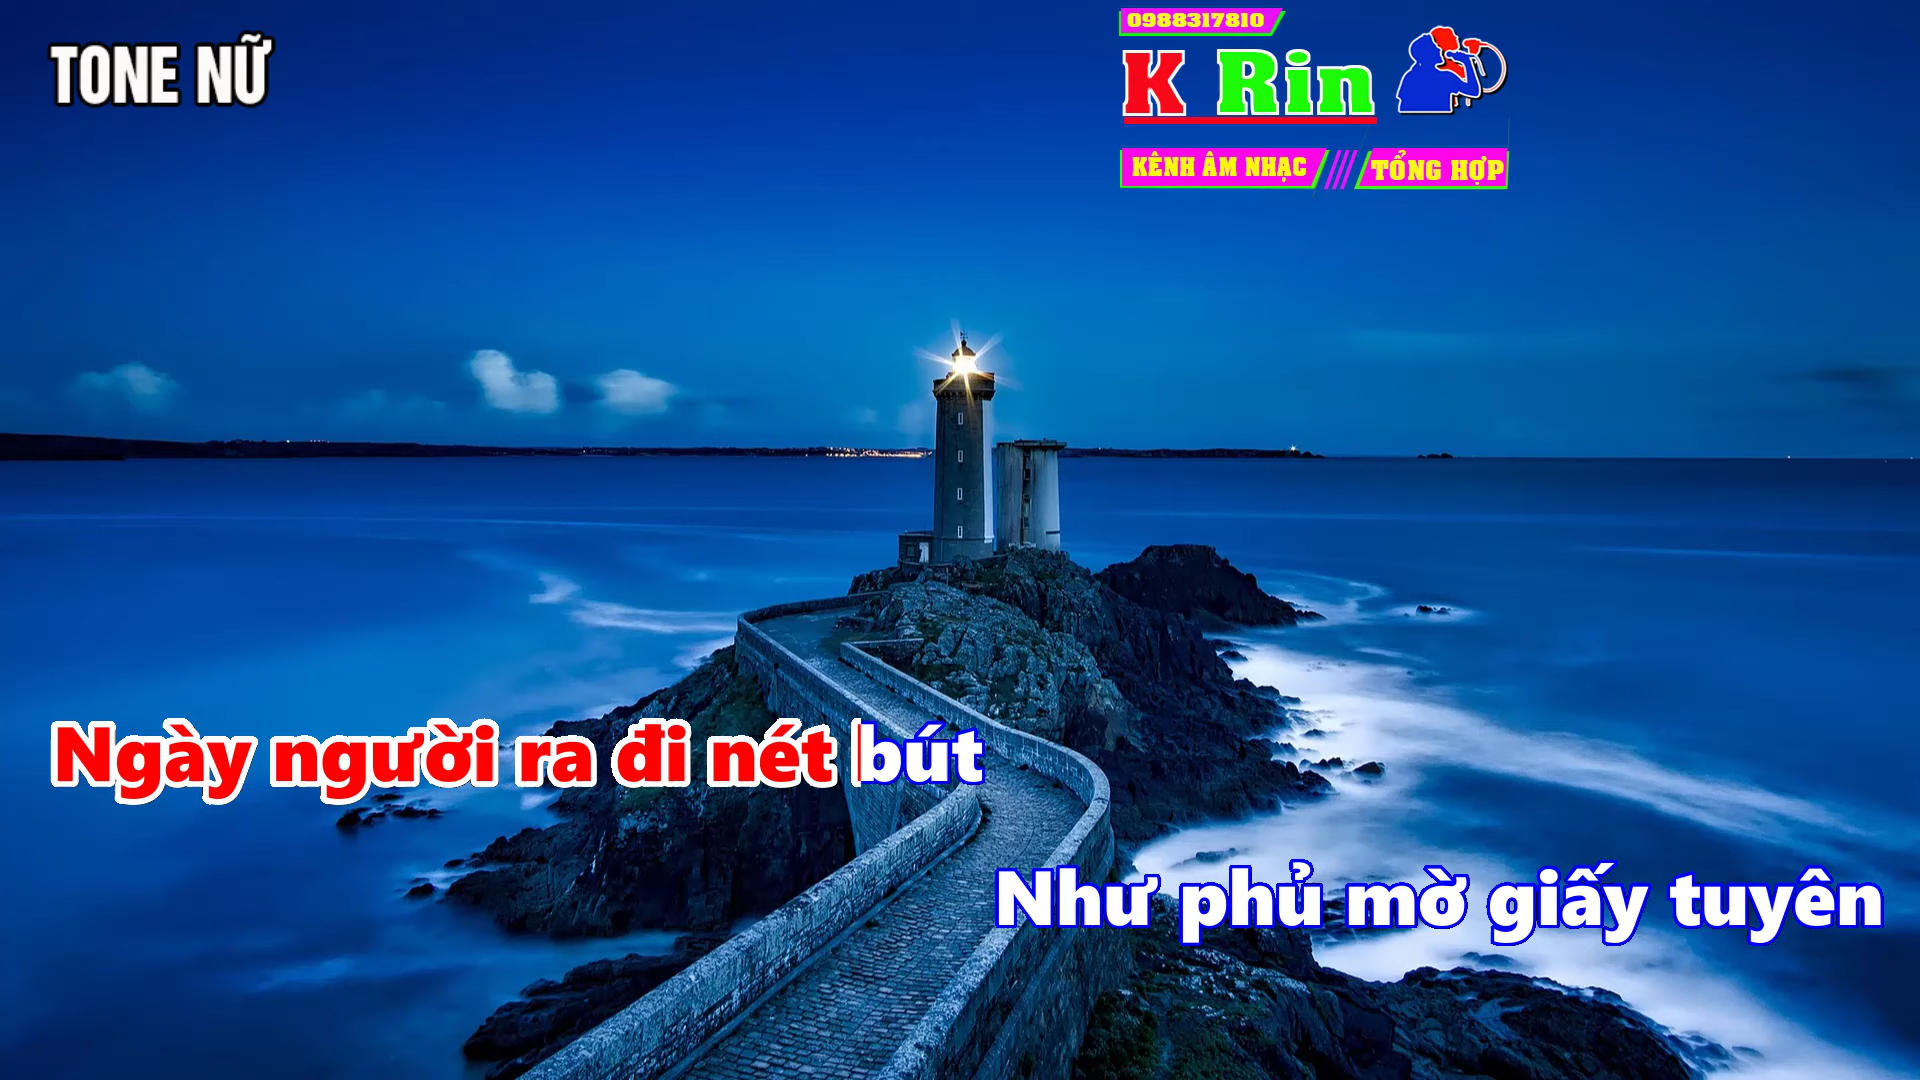 TONE NỮ
0988317810
K Rin
KÊNH ÂM NHẠC
TỔNG HỢP
Ngày người ra đi nét bút
Như phủ mờ giấy tuyên